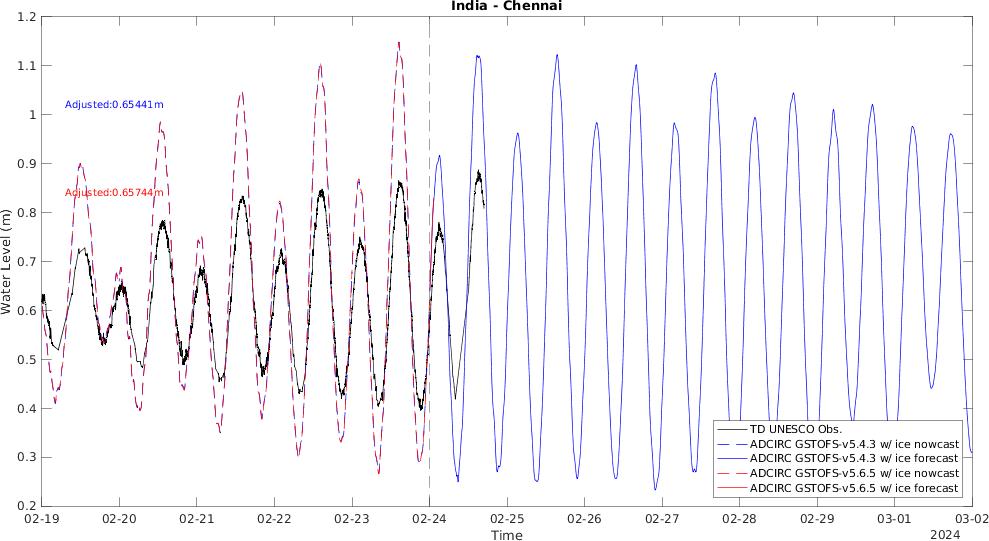 India - Chennai
1.2
1.1
1
0.9
0.8
0.7
0.6
0.5
0.4
0.3
0.2
Water Level (m)
Adjusted:0.65441m
Adjusted:0.65744m
TD UNESCO Obs.
ADCIRC GSTOFS-v5.4.3 w/ ice nowcast
ADCIRC GSTOFS-v5.4.3 w/ ice forecast
ADCIRC GSTOFS-v5.6.5 w/ ice nowcast
ADCIRC GSTOFS-v5.6.5 w/ ice forecast
02-19 02-20 02-21 02-22 02-23 02-24 02-25 02-26 02-27 02-28 02-29 03-01 03-02
Time
2024